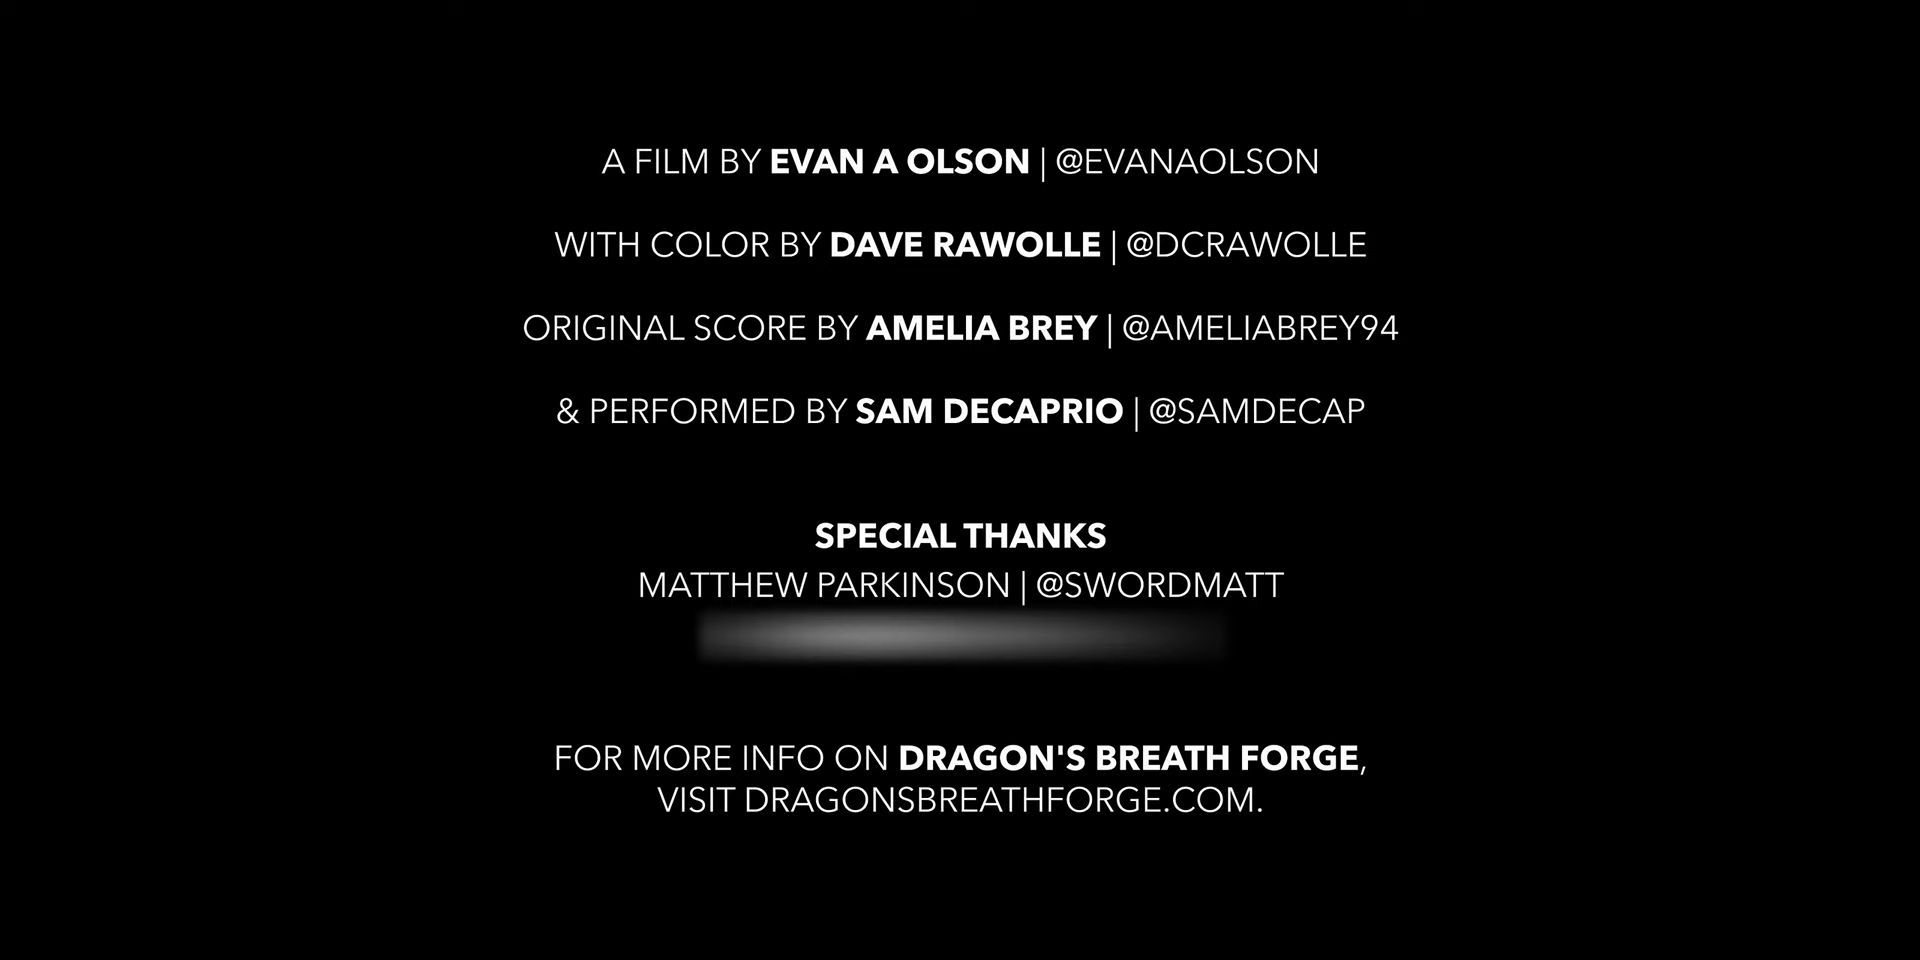 A FILM BY EVAN A OLSON | @EVANAOLSON
WITH COLOR BY DAVE RAWOLLE | @DCRAWOLLE
ORIGINAL SCORE BY AMELIA BREY | @AMELIABREY94
& PERFORMED BY SAM DECAPRIO | @SAMDECAP
SPECIAL THANKS
MATTHEW PARKINSON | @SWORDMATT
FOR MORE INFO ON DRAGON'S BREATH FORGE,
VISIT DRAGONSBREATHFORGE.COM.